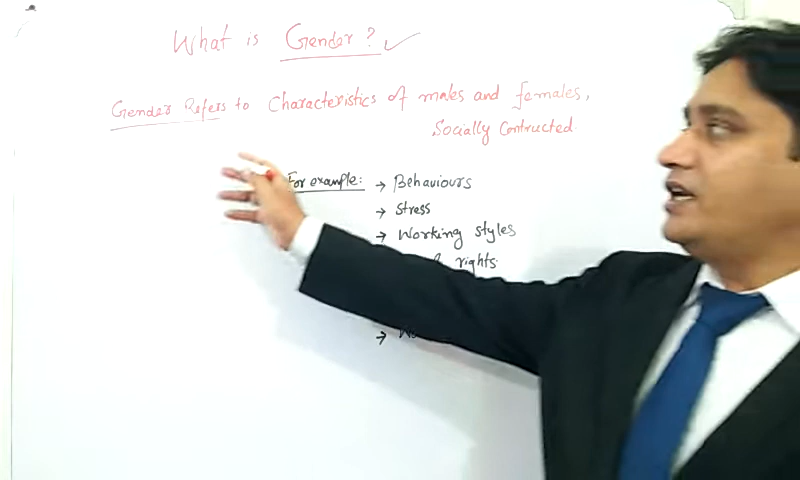 What is Gender ?
Gender Refers to Characteristics of males and females,
Socially Contructed
For example: → Behaviours
→ Stress
→ Working styles
rights.
→